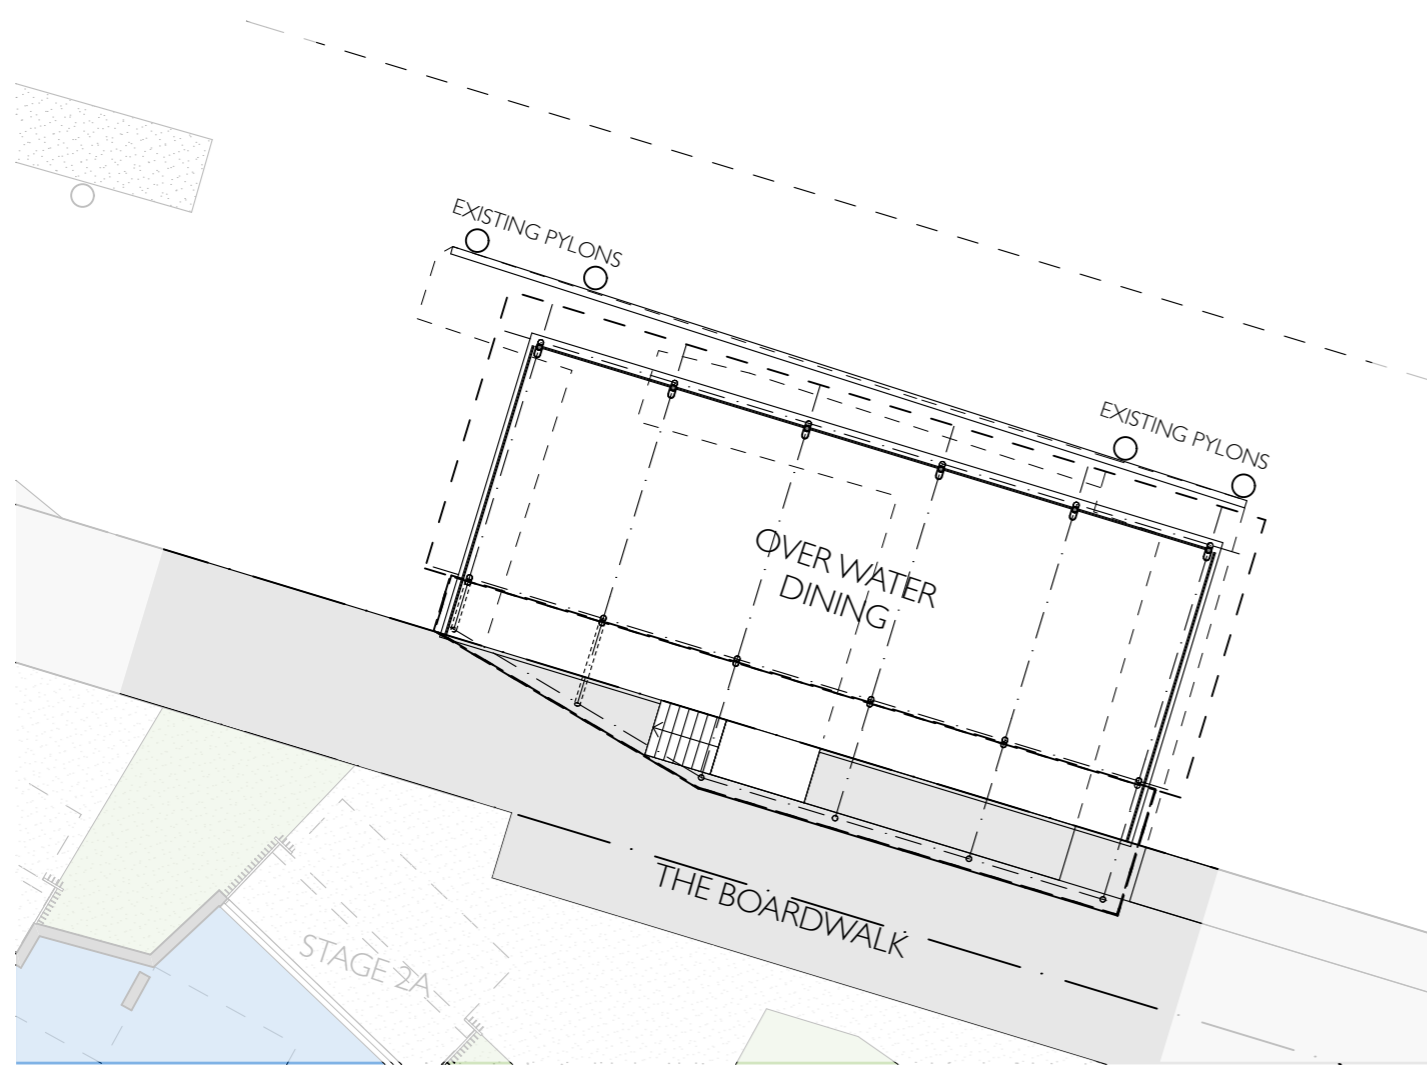 EXISTING PYLONS
EXISTING PYLONS
OVER WATER
DINING
THE BOARDWALK
STAGE 2A